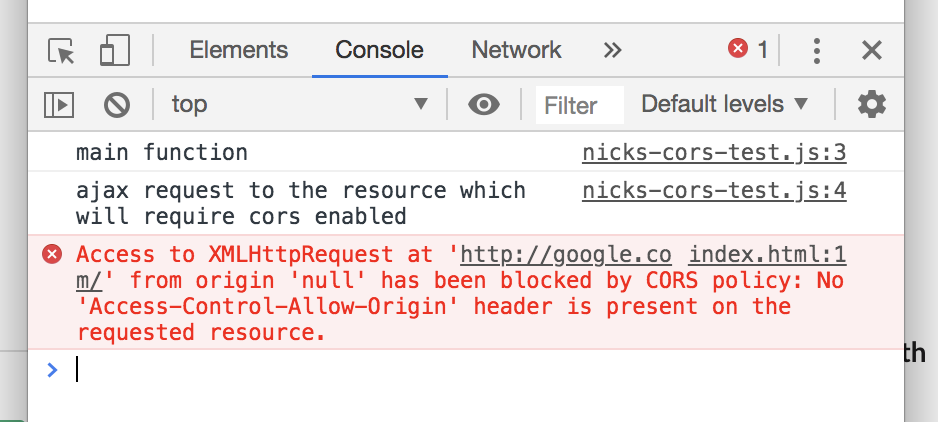 Elements Console Network » 1
top Filter Default levels
main function nicks-cors-test.js:3
ajax request to the resource which nicks-cors-test.js:4
will require cors enabled
Access to XMLHttpRequest at 'http://google.co index.html:1
m/' from origin 'null' has been blocked by CORS policy: No
'Access-Control-Allow-Origin' header is present on the
requested resource.
th